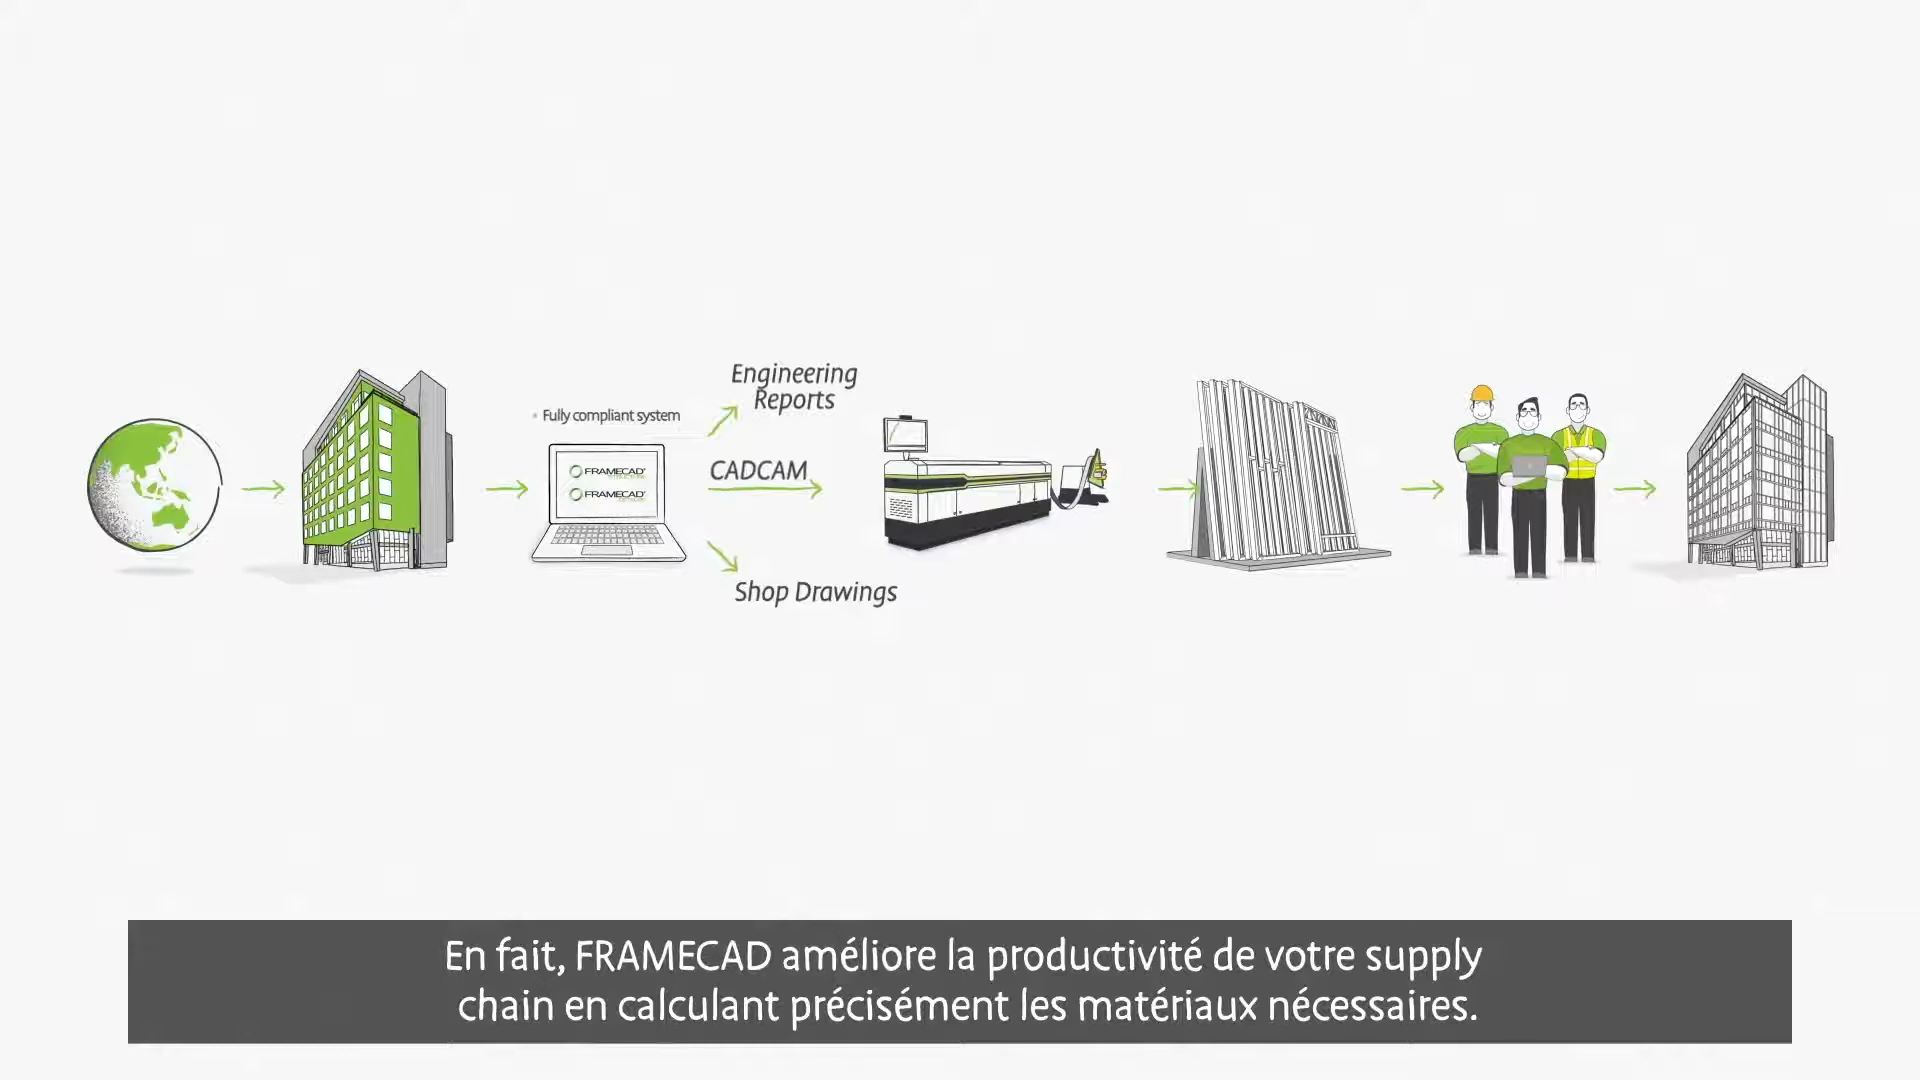 Engineering
Reports
• Fully compliant system
FRAMECAD
FRAMECAD
CADCAM
Shop Drawings
En fait, FRAMECAD améliore la productivité de votre supply
chain en calculant précisément les matériaux nécessaires.